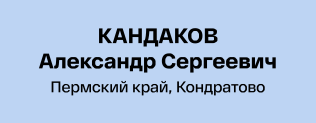 КАНДАКОВ
Александр Сергеевич
Пермский край, Кондратово